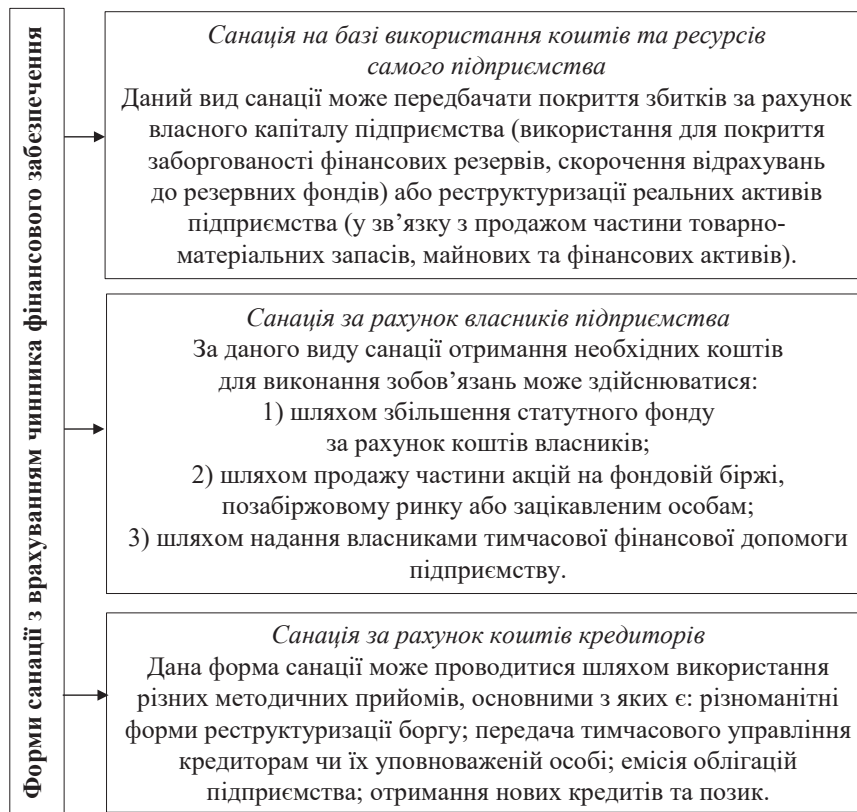 Форми санації з врахуванням чинника фінансового забезпечення
Санація на базі використання коштів та ресурсів
самого підприємства
Даний вид санації може передбачати покриття збитків за рахунок
власного капіталу підприємства (використання для покриття
заборгованості фінансових резервів, скорочення відрахувань
до резервних фондів) або реструктуризації реальних активів
підприємства (у зв’язку з продажом частини товарно-
матеріальних запасів, майнових та фінансових активів).
Санація за рахунок власників підприємства
За даного виду санації отримання необхідних коштів
для виконання зобов’язань може здійснюватися:
1) шляхом збільшення статутного фонду
за рахунок коштів власників;
2) шляхом продажу частини акцій на фондовій біржі,
позабіржовому ринку або зацікавленим особам;
3) шляхом надання власниками тимчасової фінансової допомоги
підприємству.
Санація за рахунок коштів кредиторів
Дана форма санації може проводитися шляхом використання
різних методичних прийомів, основними з яких є: різноманітні
форми реструктуризації боргу; передача тимчасового управління
кредиторам чи їх уповноваженій особі; емісія облігацій
підприємства; отримання нових кредитів та позик.